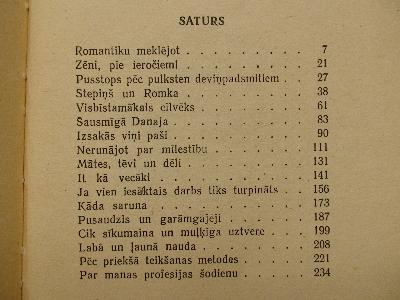 SATURS
Romantiku meklējot . . . . . . . . . 7
Zēni, pie ieročiem! . . . . . . . . . 21
Pusstops pēc pulksten deviņpadsmitiem . . 27
Stepiņš un Romka . . . . . . . . . 38
Visbīstamākais cilvēks . . . . . . . . 61
Sausmīgā Danaja . . . . . . . . . 83
Izsakās viņi paši . . . . . . . . . 90
Nerunājot par mīlestību . . . . . . . 111
Mātes, tēvi un dēli . . . . . . . . . 131
It kā vecāki . . . . . . . . . . 141
Ja vien iesāktais darbs tiks turpināts . . . 156
Kāda saruna . . . . . . . . . . 173
Pusaudzis un garāmgājēji . . . . . . 187
Cik sīkumaina un muļķīga uztvere . . . 199
Labā un ļaunā nauda . . . . . . . . 208
Pēc priekšā teikšanas metodes . . . . . 221
Par manas profesijas šodienu . . . . . . 234